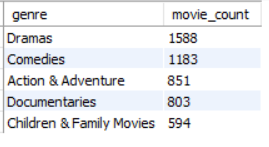 genre movie_count
Dramas 1588
Comedies 1183
Action & Adventure 851
Documentaries 803
Children & Family Movies 594